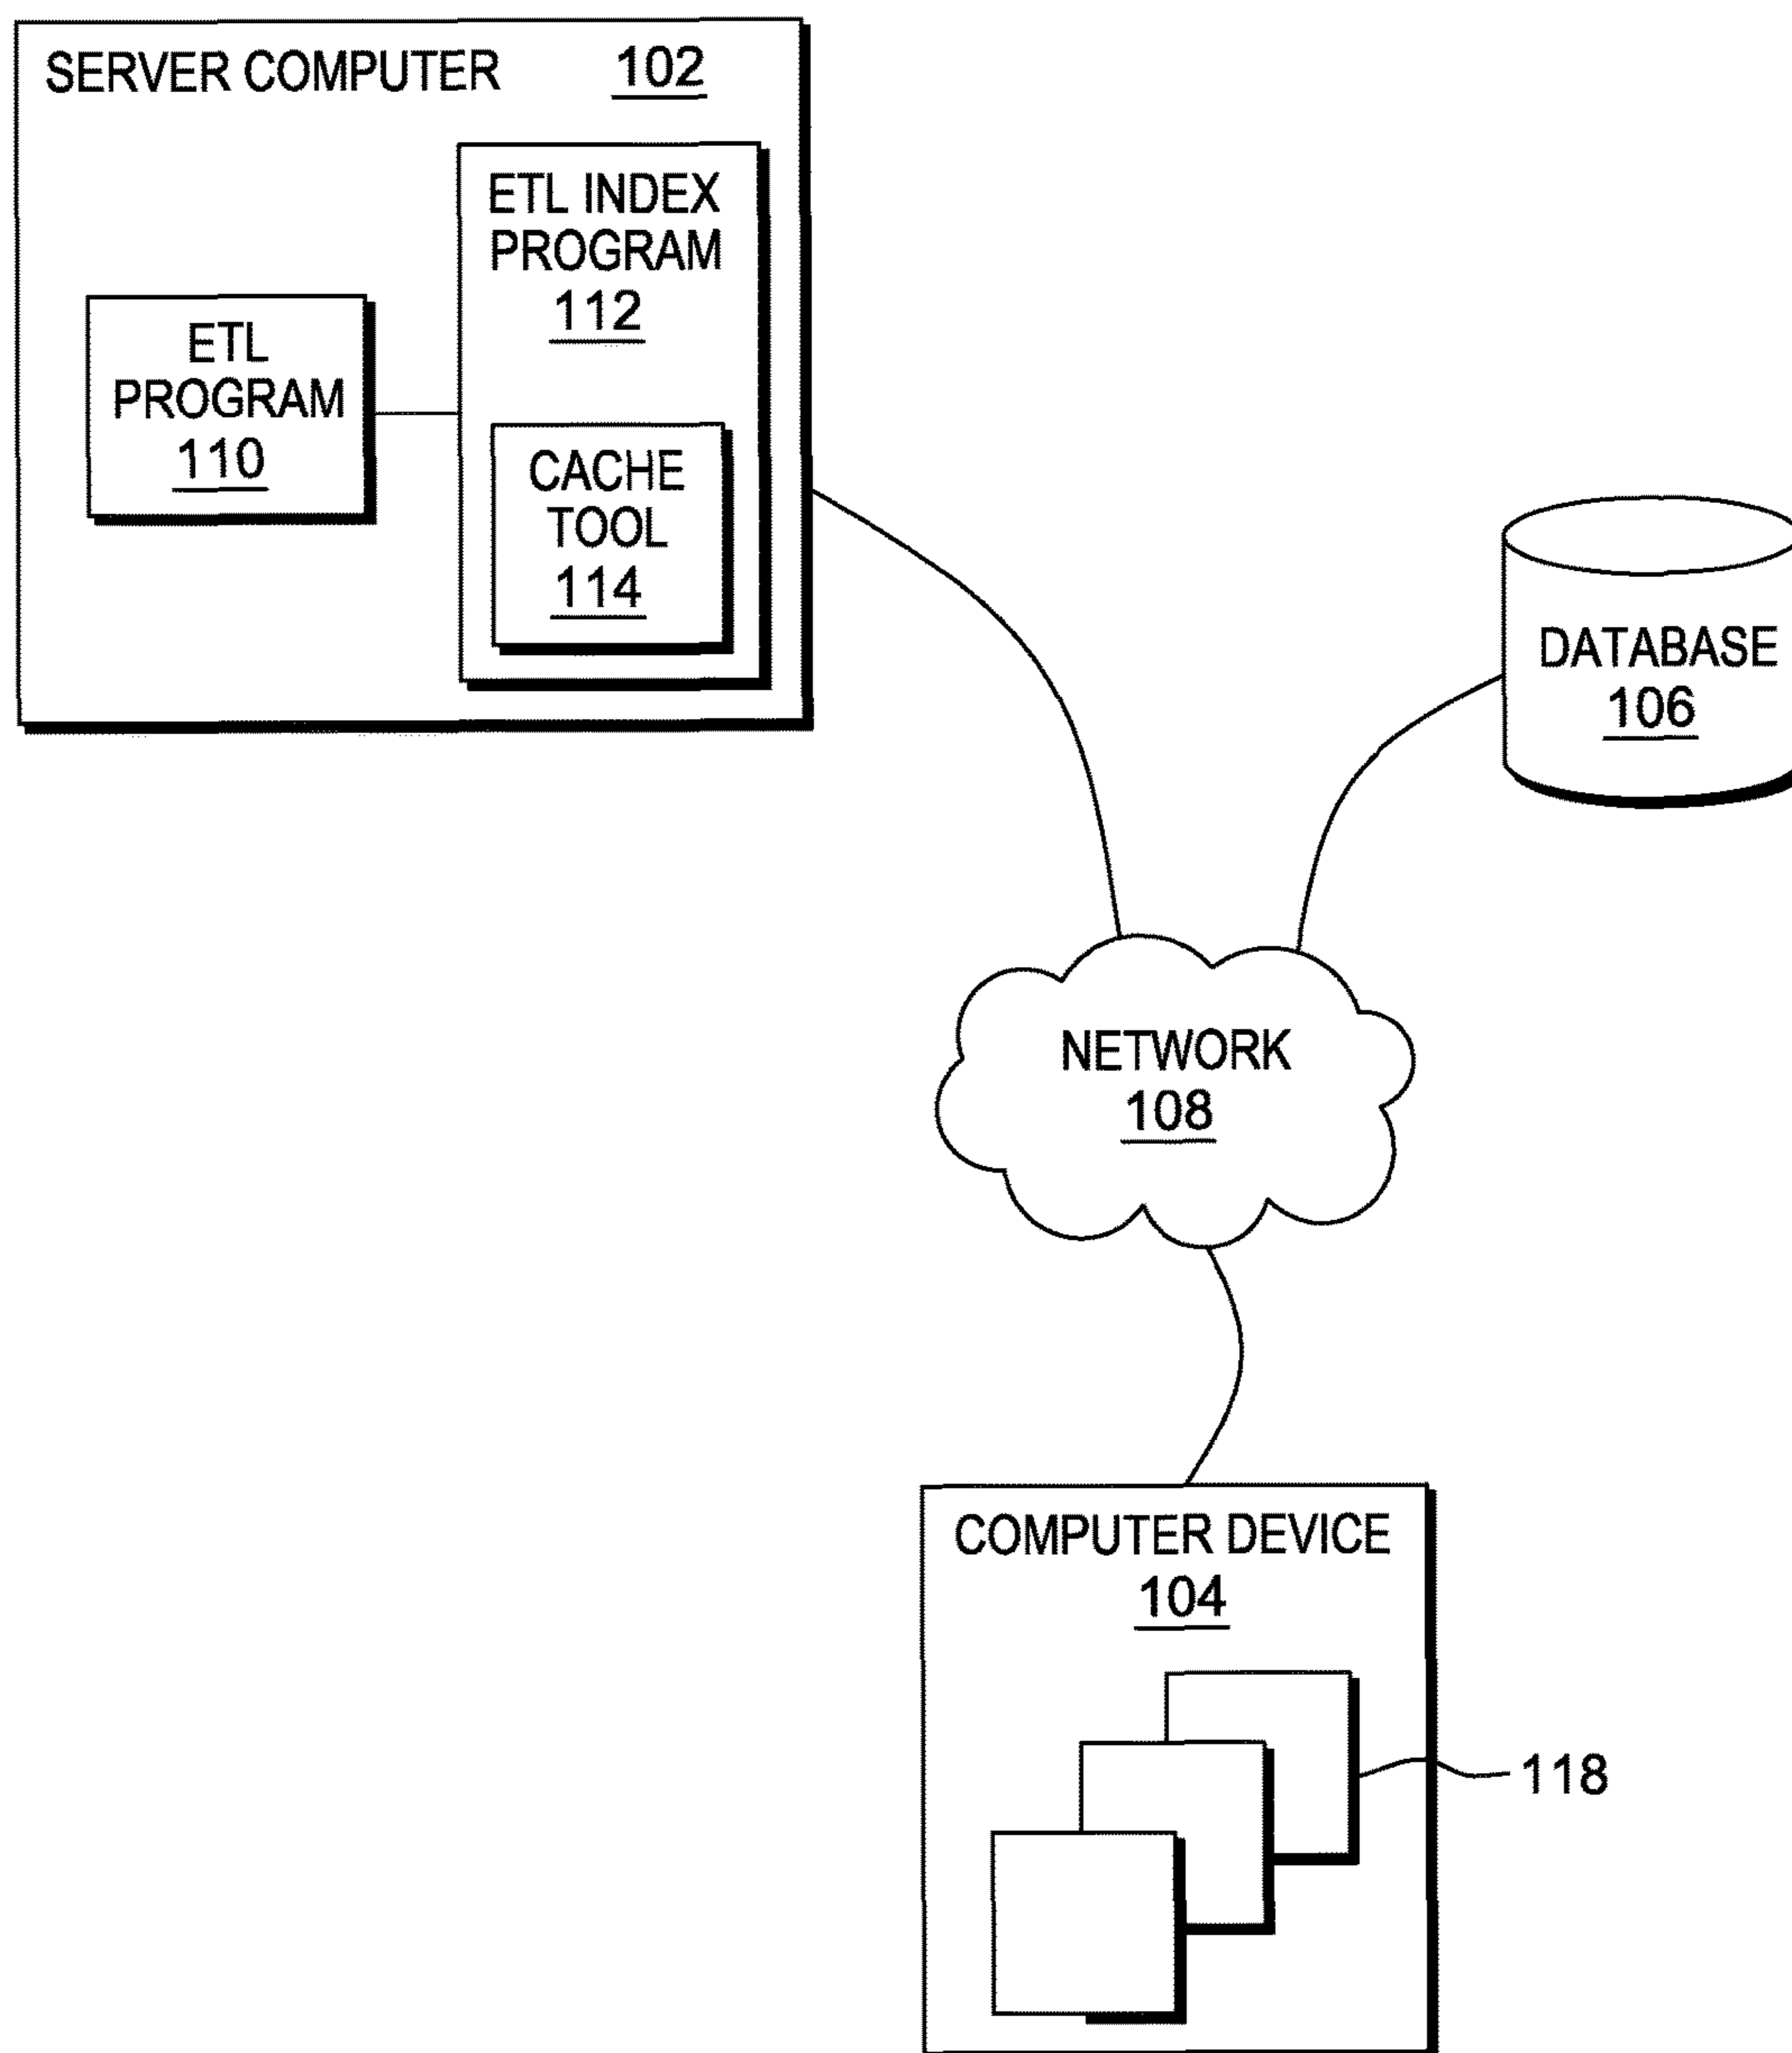 SERVER COMPUTER 102
ETL INDEX
PROGRAM
112
ETL
PROGRAM
110
CACHE
TOOL
114
DATABASE
106
NETWORK
108
COMPUTER DEVICE
104
118